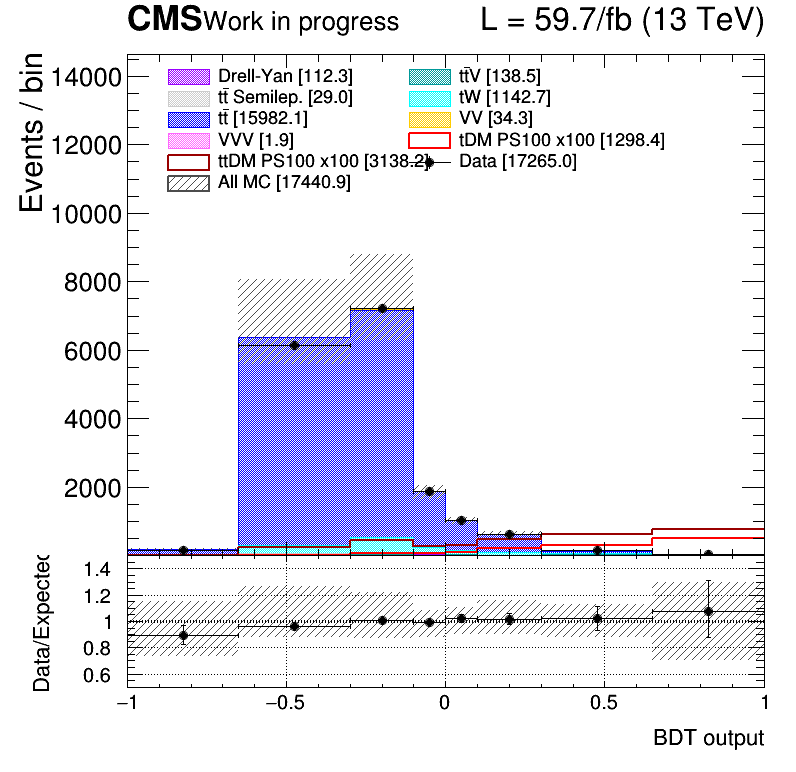 CMS Work in progress L = 59.7/fb (13 TeV)
Events / bin
14000
12000
10000
8000
6000
4000
2000
Drell-Yan [112.3]
tt̄V [138.5]
tt̄ Semilep. [29.0]
tW [1142.7]
tt̄ [15982.1]
VV [34.3]
VVV [1.9]
tDM PS100 x100 [1298.4]
ttDM PS100 x100 [3138.2]
Data [17265.0]
All MC [17440.9]
Data/Expected
1.4
1.2
1
0.8
0.6
−1 −0.5 0 0.5 1
BDT output